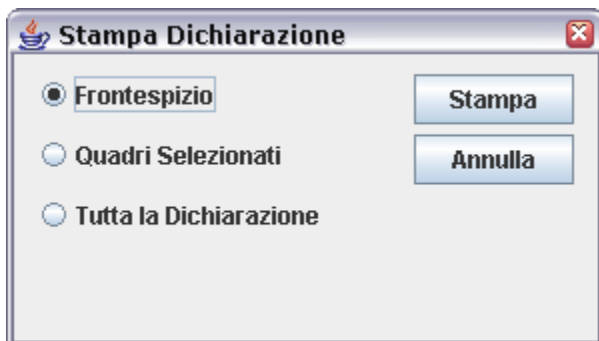 Stampa Dichiarazione
Frontespizio
Stampa
Quadri Selezionati
Annulla
Tutta la Dichiarazione